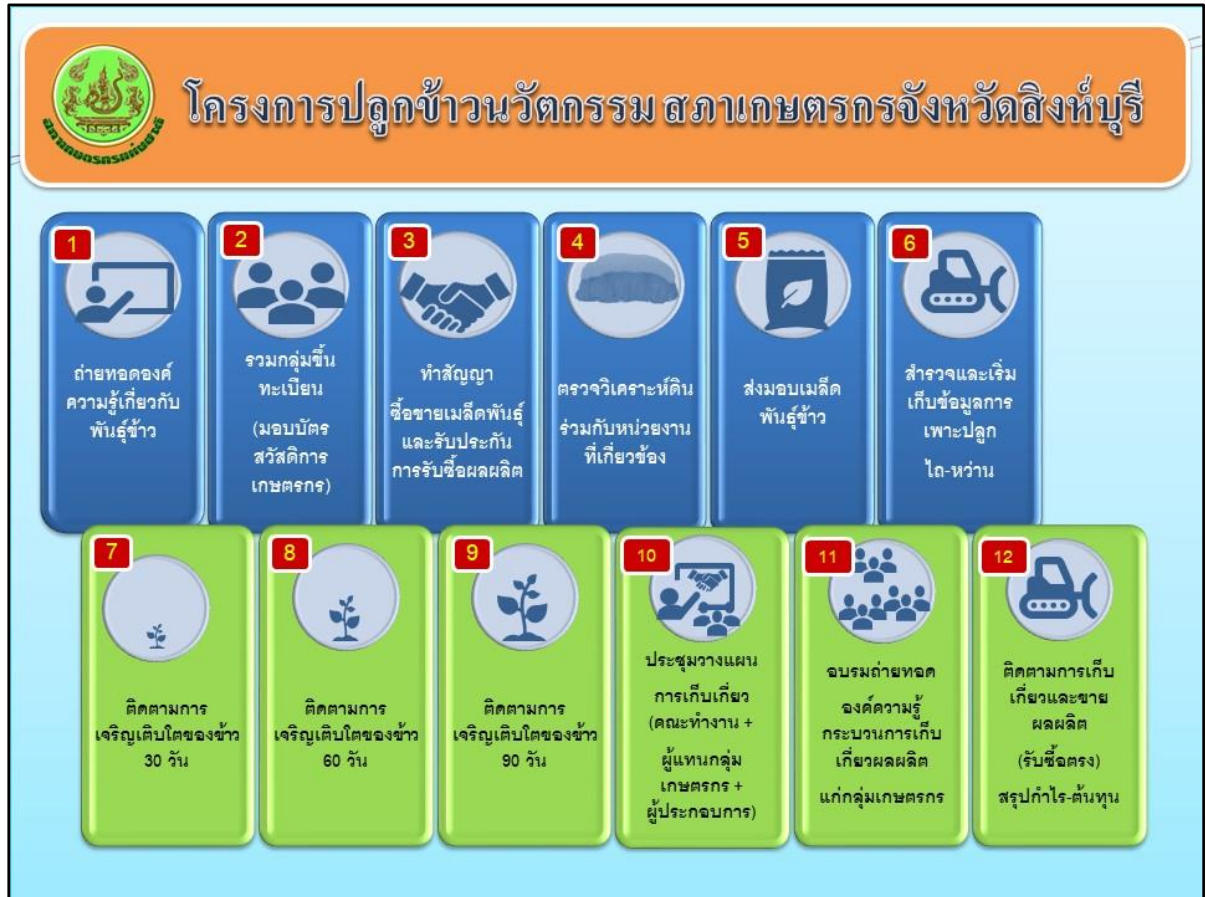 สภาเกษตรกรแห่งชาติ
โครงการปลูกข้าวนวัตกรรม สภาเกษตรกรจังหวัดสิงห์บุรี
1
ถ่ายทอดองค์
ความรู้เกี่ยวกับ
พันธุ์ข้าว
2
รวมกลุ่มขึ้น
ทะเบียน
(มอบบัตร
สวัสดิการ
เกษตรกร)
3
ทำสัญญา
ซื้อขายเมล็ดพันธุ์
และรับประกัน
การรับซื้อผลผลิต
4
ตรวจวิเคราะห์ดิน
ร่วมกับหน่วยงาน
ที่เกี่ยวข้อง
5
ส่งมอบเมล็ด
พันธุ์ข้าว
6
สำรวจและเริ่ม
เก็บข้อมูลการ
เพาะปลูก
ไถ-หว่าน
7
ติดตามการ
เจริญเติบโตของข้าว
30 วัน
8
ติดตามการ
เจริญเติบโตของข้าว
60 วัน
9
ติดตามการ
เจริญเติบโตของข้าว
90 วัน
10
ประชุมวางแผน
การเก็บเกี่ยว
(คณะทำงาน +
ผู้แทนกลุ่ม
เกษตรกร +
ผู้ประกอบการ)
11
อบรมถ่ายทอด
องค์ความรู้
กระบวนการเก็บ
เกี่ยวผลผลิต
แก่กลุ่มเกษตรกร
12
ติดตามการเก็บ
เกี่ยวและขาย
ผลผลิต
(รับซื้อตรง)
สรุปกำไร-ต้นทุน